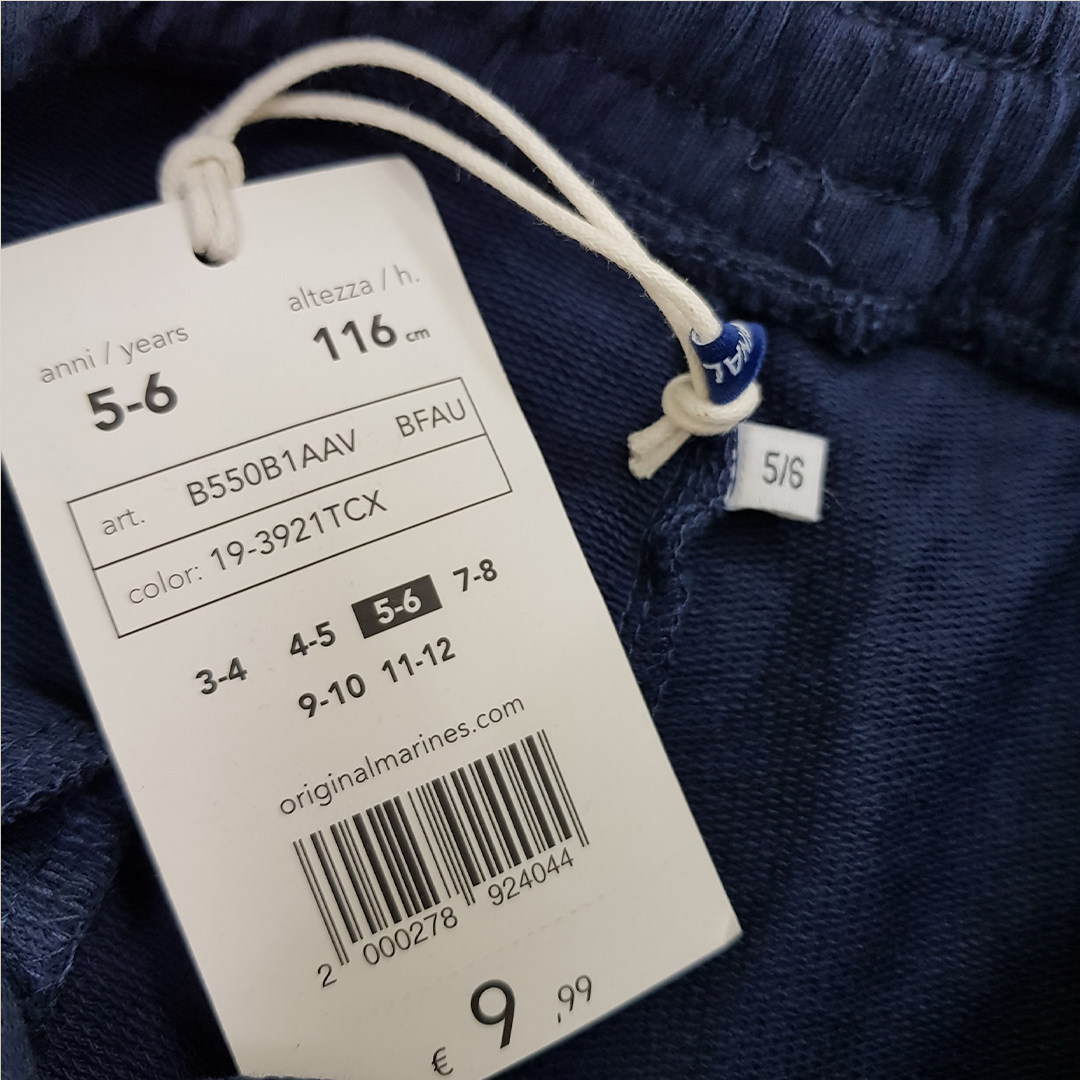 altezza / h.
116 cm
anni / years
5-6
art. B550B1AAV BFAU
color: 19-3921TCX
3-4 4-5 5-6 7-8
9-10 11-12
originalmarines.com
2 000278 924044
€ 9,99
5/6